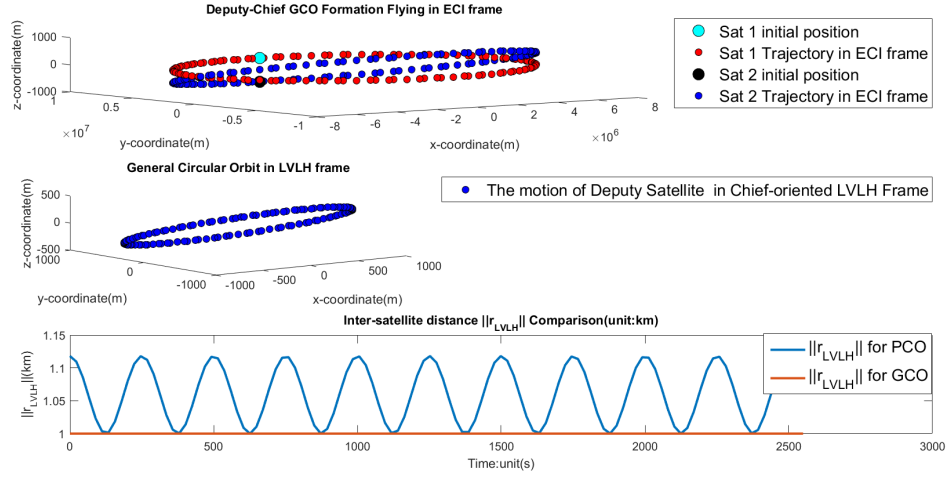 Deputy-Chief GCO Formation Flying in ECI frame
1000
0
-1000
z-coordinate(m)
1
0.5
0
-0.5
-1
×10^7
y-coordinate(m)
-8
-6
-4
-2
0
2
4
6
8
×10^6
x-coordinate(m)
Sat 1 initial position
Sat 1 Trajectory in ECI frame
Sat 2 initial position
Sat 2 Trajectory in ECI frame
General Circular Orbit in LVLH frame
500
0
-500
z-coordinate(m)
1000
0
-1000
y-coordinate(m)
-1000
-500
0
500
1000
x-coordinate(m)
The motion of Deputy Satellite in Chief-oriented LVLH Frame
Inter-satellite distance ||r_LVLH|| Comparison(unit:km)
1.15
1.1
1.05
1
||r_LVLH||(km)
0
500
1000
1500
2000
2500
3000
Time:unit(s)
||r_LVLH|| for PCO
||r_LVLH|| for GCO